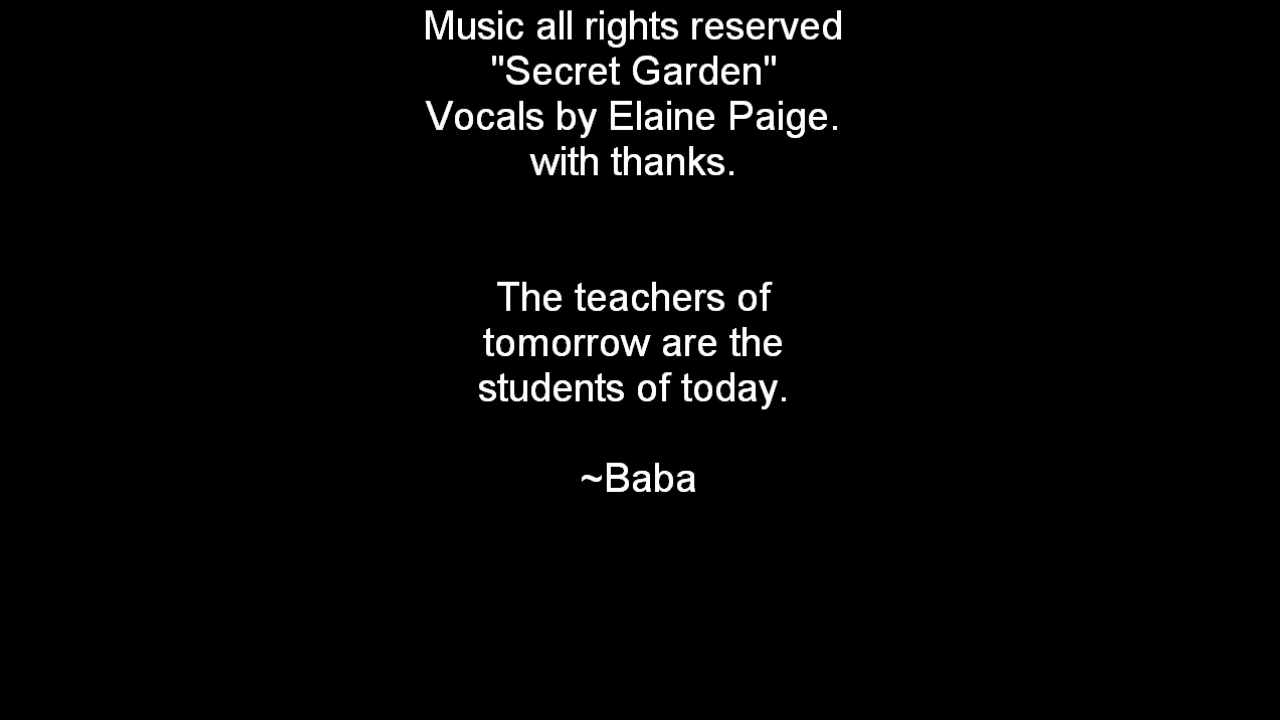 Music all rights reserved
"Secret Garden"
Vocals by Elaine Paige.
with thanks.
The teachers of
tomorrow are the
students of today.
~Baba